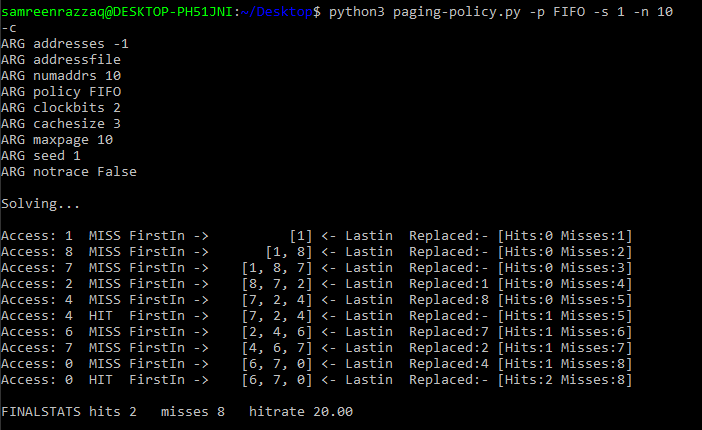 samreenrazzaq@DESKTOP-PH51JNI:~/Desktop$ python3 paging-policy.py -p FIFO -s 1 -n 10
-c
ARG addresses -1
ARG addressfile
ARG numaddrs 10
ARG policy FIFO
ARG clockbits 2
ARG cachesize 3
ARG maxpage 10
ARG seed 1
ARG notrace False

Solving...

Access: 1  MISS FirstIn ->          [1] <- Lastin  Replaced:- [Hits:0 Misses:1]
Access: 8  MISS FirstIn ->       [1, 8] <- Lastin  Replaced:- [Hits:0 Misses:2]
Access: 7  MISS FirstIn ->    [1, 8, 7] <- Lastin  Replaced:- [Hits:0 Misses:3]
Access: 2  MISS FirstIn ->    [8, 7, 2] <- Lastin  Replaced:1 [Hits:0 Misses:4]
Access: 4  MISS FirstIn ->    [7, 2, 4] <- Lastin  Replaced:8 [Hits:0 Misses:5]
Access: 4  HIT  FirstIn ->    [7, 2, 4] <- Lastin  Replaced:- [Hits:1 Misses:5]
Access: 6  MISS FirstIn ->    [2, 4, 6] <- Lastin  Replaced:7 [Hits:1 Misses:6]
Access: 7  MISS FirstIn ->    [4, 6, 7] <- Lastin  Replaced:2 [Hits:1 Misses:7]
Access: 0  MISS FirstIn ->    [6, 7, 0] <- Lastin  Replaced:4 [Hits:1 Misses:8]
Access: 0  HIT  FirstIn ->    [6, 7, 0] <- Lastin  Replaced:- [Hits:2 Misses:8]

FINALSTATS hits 2   misses 8   hitrate 20.00